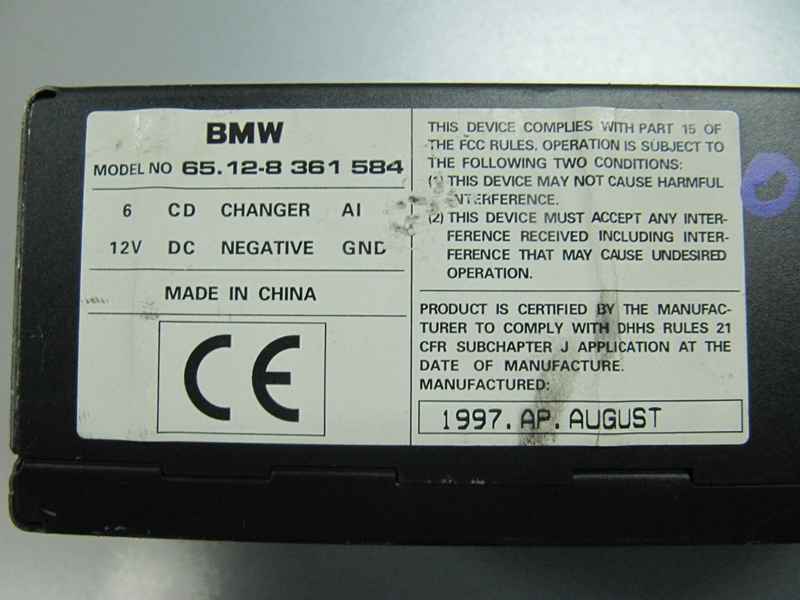 BMW
MODEL NO 65.12-8 361 584
6 CD CHANGER AI
12V DC NEGATIVE GND
MADE IN CHINA
CE
THIS DEVICE COMPLIES WITH PART 15 OF
THE FCC RULES. OPERATION IS SUBJECT TO
THE FOLLOWING TWO CONDITIONS:
(1) THIS DEVICE MAY NOT CAUSE HARMFUL
INTERFERENCE.
(2) THIS DEVICE MUST ACCEPT ANY INTER-
FERENCE RECEIVED INCLUDING INTER-
FERENCE THAT MAY CAUSE UNDESIRED
OPERATION.
PRODUCT IS CERTIFIED BY THE MANUFAC-
TURER TO COMPLY WITH DHHS RULES 21
CFR SUBCHAPTER J APPLICATION AT THE
DATE OF MANUFACTURE.
MANUFACTURED:
1997. AP. AUGUST